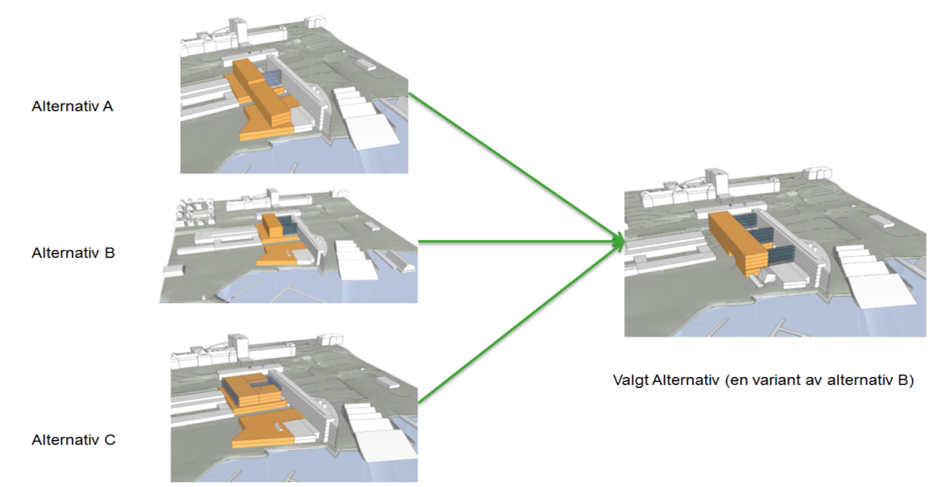 Alternativ A
Alternativ B
Valgt Alternativ (en variant av alternativ B)
Alternativ C